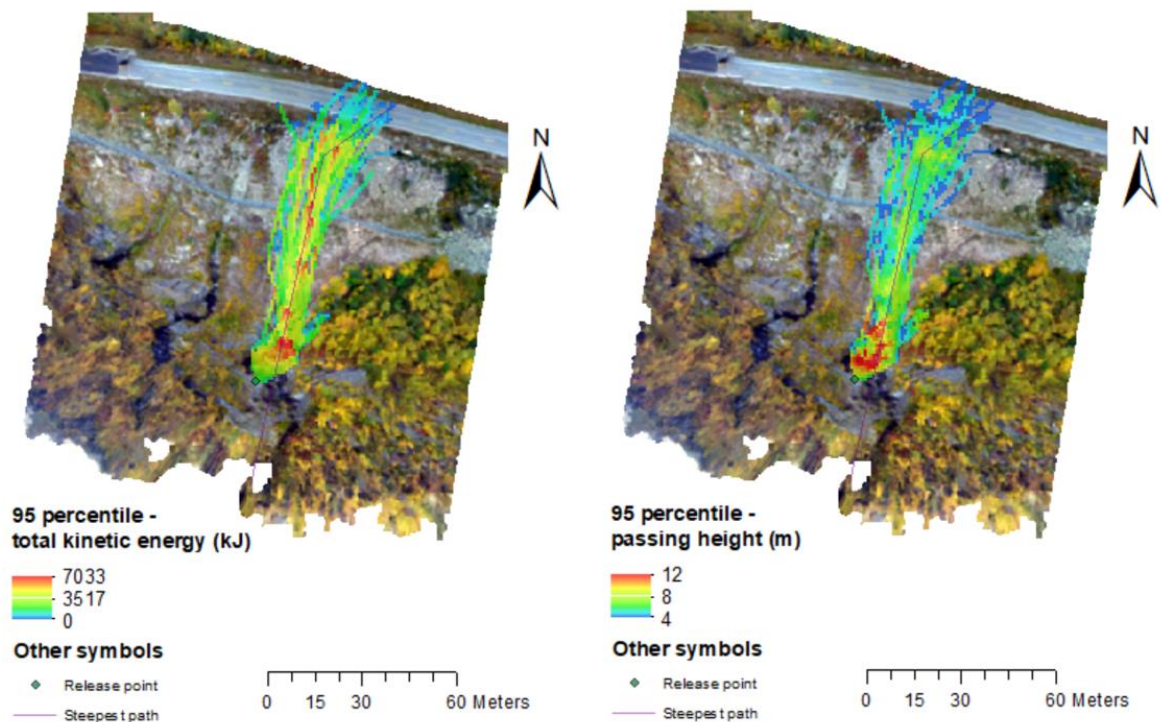 N
95 percentile -
total kinetic energy (kJ)
7033
3517
0
Other symbols
Release point
Steepest path
0 15 30 60 Meters
N
95 percentile -
passing height (m)
12
8
4
Other symbols
Release point
Steepest path
0 15 30 60 Meters